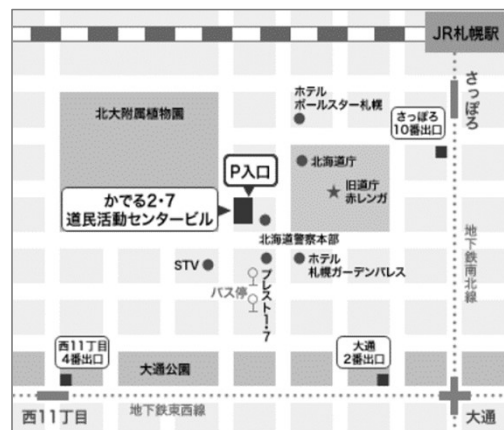 JR札幌駅
さっぽろ
ホテル
ポールスター札幌
さっぽろ
10番出口
北大附属植物園
P入口
北海道庁
旧道庁
赤レンガ
かでる2・7
道民活動センタービル
北海道警察本部
STV
ホテル
札幌ガーデンパレス
バス停
プレスト1・7
地下鉄南北線
西11丁目
4番出口
大通公園
大通
2番出口
西11丁目
地下鉄東西線
大通